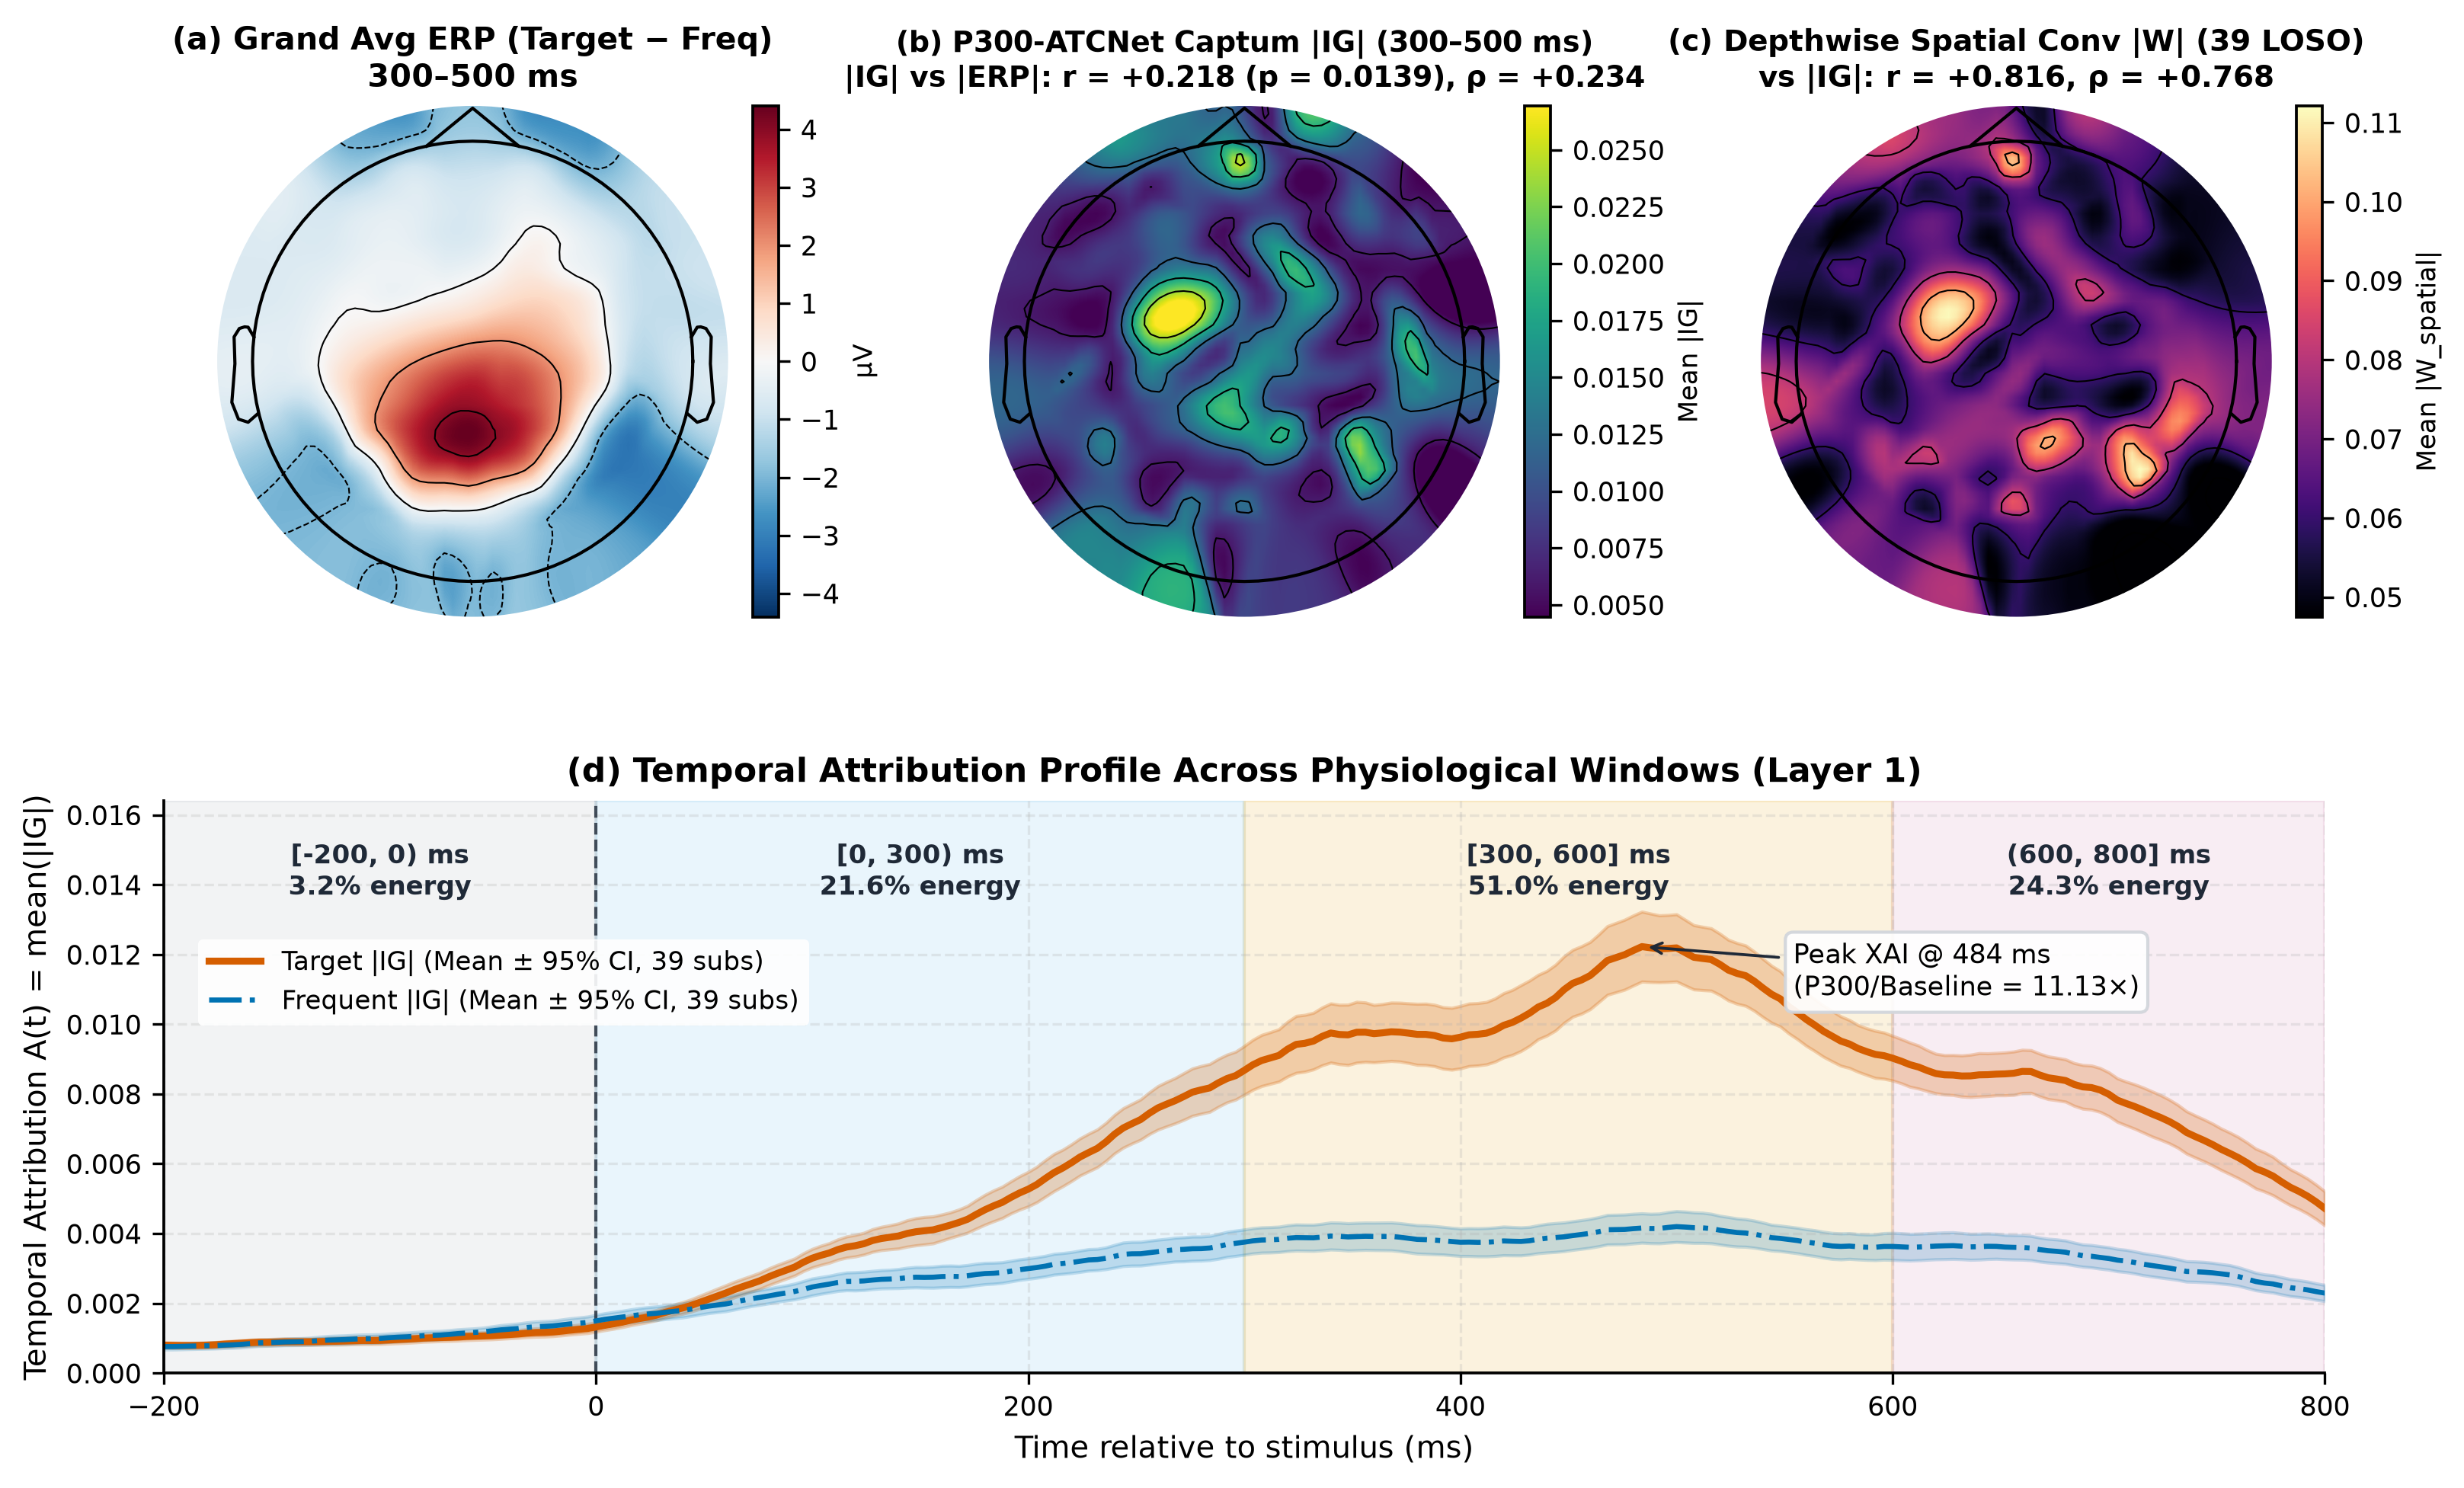 (a) Grand Avg ERP (Target − Freq)
300–500 ms
4
3
2
1
0
−1
−2
−3
−4
µV
(b) P300-ATCNet Captum |IG| (300–500 ms)
|IG| vs |ERP|: r = +0.218 (p = 0.0139), ρ = +0.234
0.0250
0.0225
0.0200
0.0175
0.0150
0.0125
0.0100
0.0075
0.0050
Mean |IG|
(c) Depthwise Spatial Conv |W| (39 LOSO)
vs |IG|: r = +0.816, ρ = +0.768
0.11
0.10
0.09
0.08
0.07
0.06
0.05
Mean |W_spatial|
(d) Temporal Attribution Profile Across Physiological Windows (Layer 1)
Temporal Attribution A(t) = mean(|IG|)
0.016
0.014
0.012
0.010
0.008
0.006
0.004
0.002
0.000
[-200, 0) ms
3.2% energy
[0, 300) ms
21.6% energy
[300, 600] ms
51.0% energy
(600, 800] ms
24.3% energy
Target |IG| (Mean ± 95% CI, 39 subs)
Frequent |IG| (Mean ± 95% CI, 39 subs)
Peak XAI @ 484 ms
(P300/Baseline = 11.13×)
−200
0
200
400
600
800
Time relative to stimulus (ms)